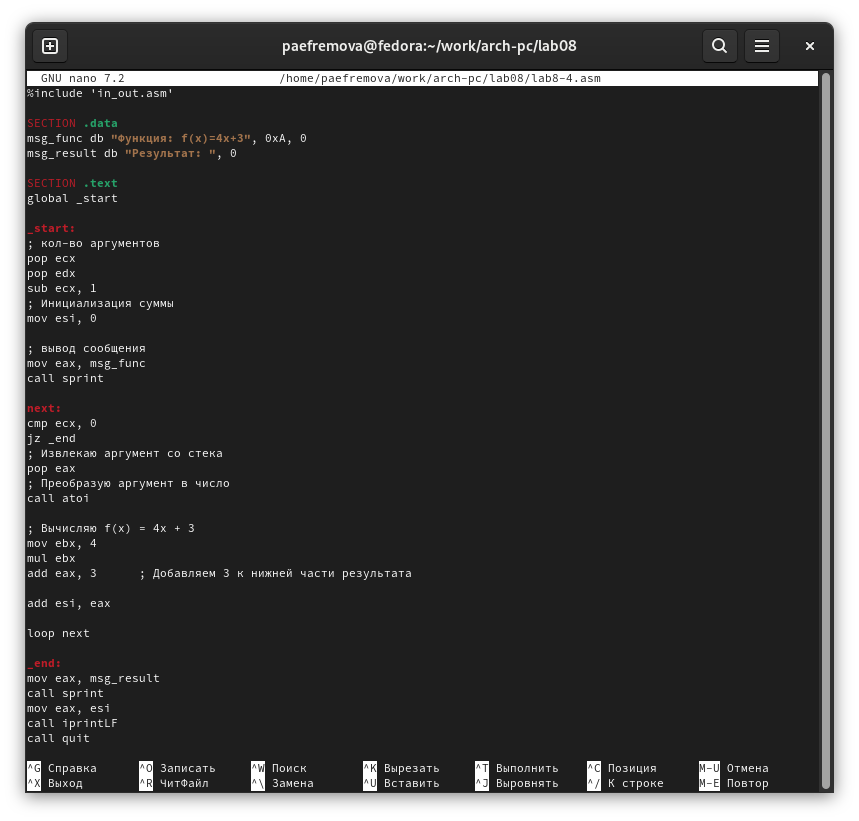 paefremova@fedora:~/work/arch-pc/lab08
GNU nano 7.2 /home/paefremova/work/arch-pc/lab08/lab8-4.asm
%include 'in_out.asm'
SECTION .data
msg_func db "Функция: f(x)=4x+3", 0xA, 0
msg_result db "Результат: ", 0
SECTION .text
global _start
_start:
; кол-во аргументов
pop ecx
pop edx
sub ecx, 1
; Инициализация суммы
mov esi, 0
; вывод сообщения
mov eax, msg_func
call sprint
next:
cmp ecx, 0
jz _end
; Извлекаю аргумент со стека
pop eax
; Преобразую аргумент в число
call atoi
; Вычисляю f(x) = 4x + 3
mov ebx, 4
mul ebx
add eax, 3 ; Добавляем 3 к нижней части результата
add esi, eax
loop next
_end:
mov eax, msg_result
call sprint
mov eax, esi
call iprintLF
call quit
^G Справка ^O Записать ^W Поиск ^K Вырезать ^T Выполнить ^C Позиция M-U Отмена
^X Выход ^R ЧитФайл ^\ Замена ^U Вставить ^J Выровнять ^/ К строке M-E Повтор